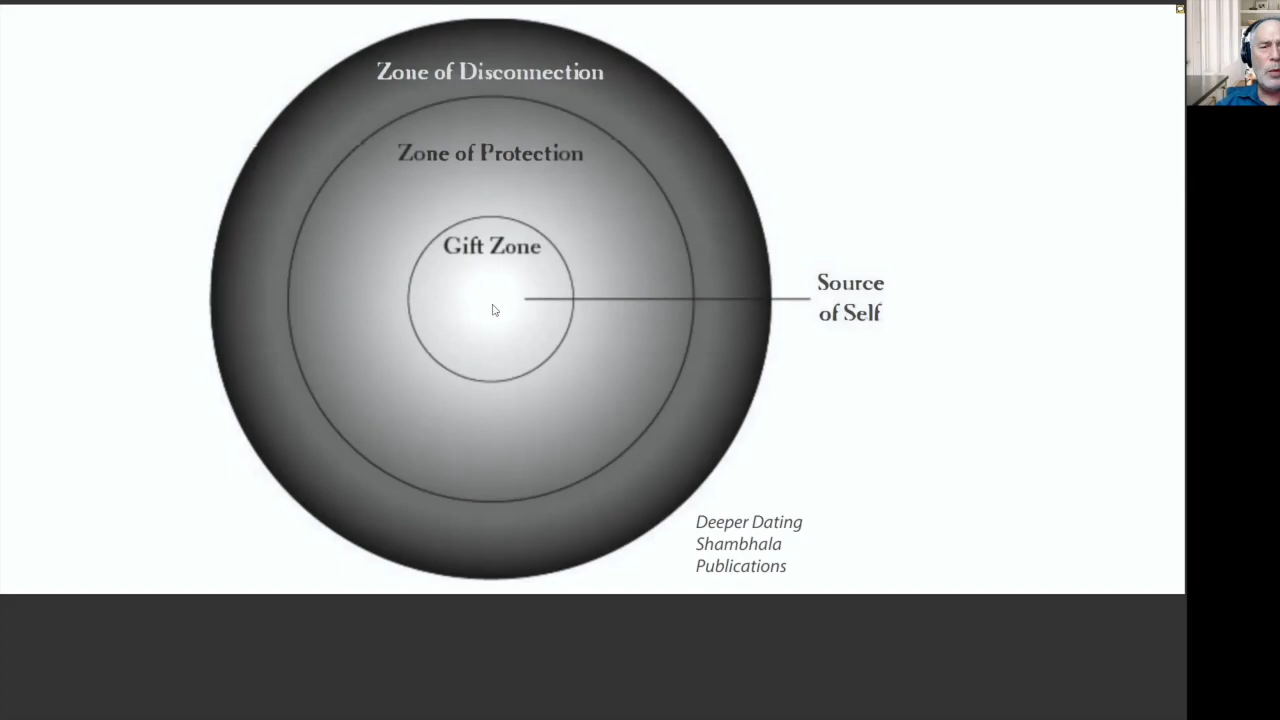 Zone of Disconnection
Zone of Protection
Gift Zone
Source
of Self
Deeper Dating
Shambhala
Publications